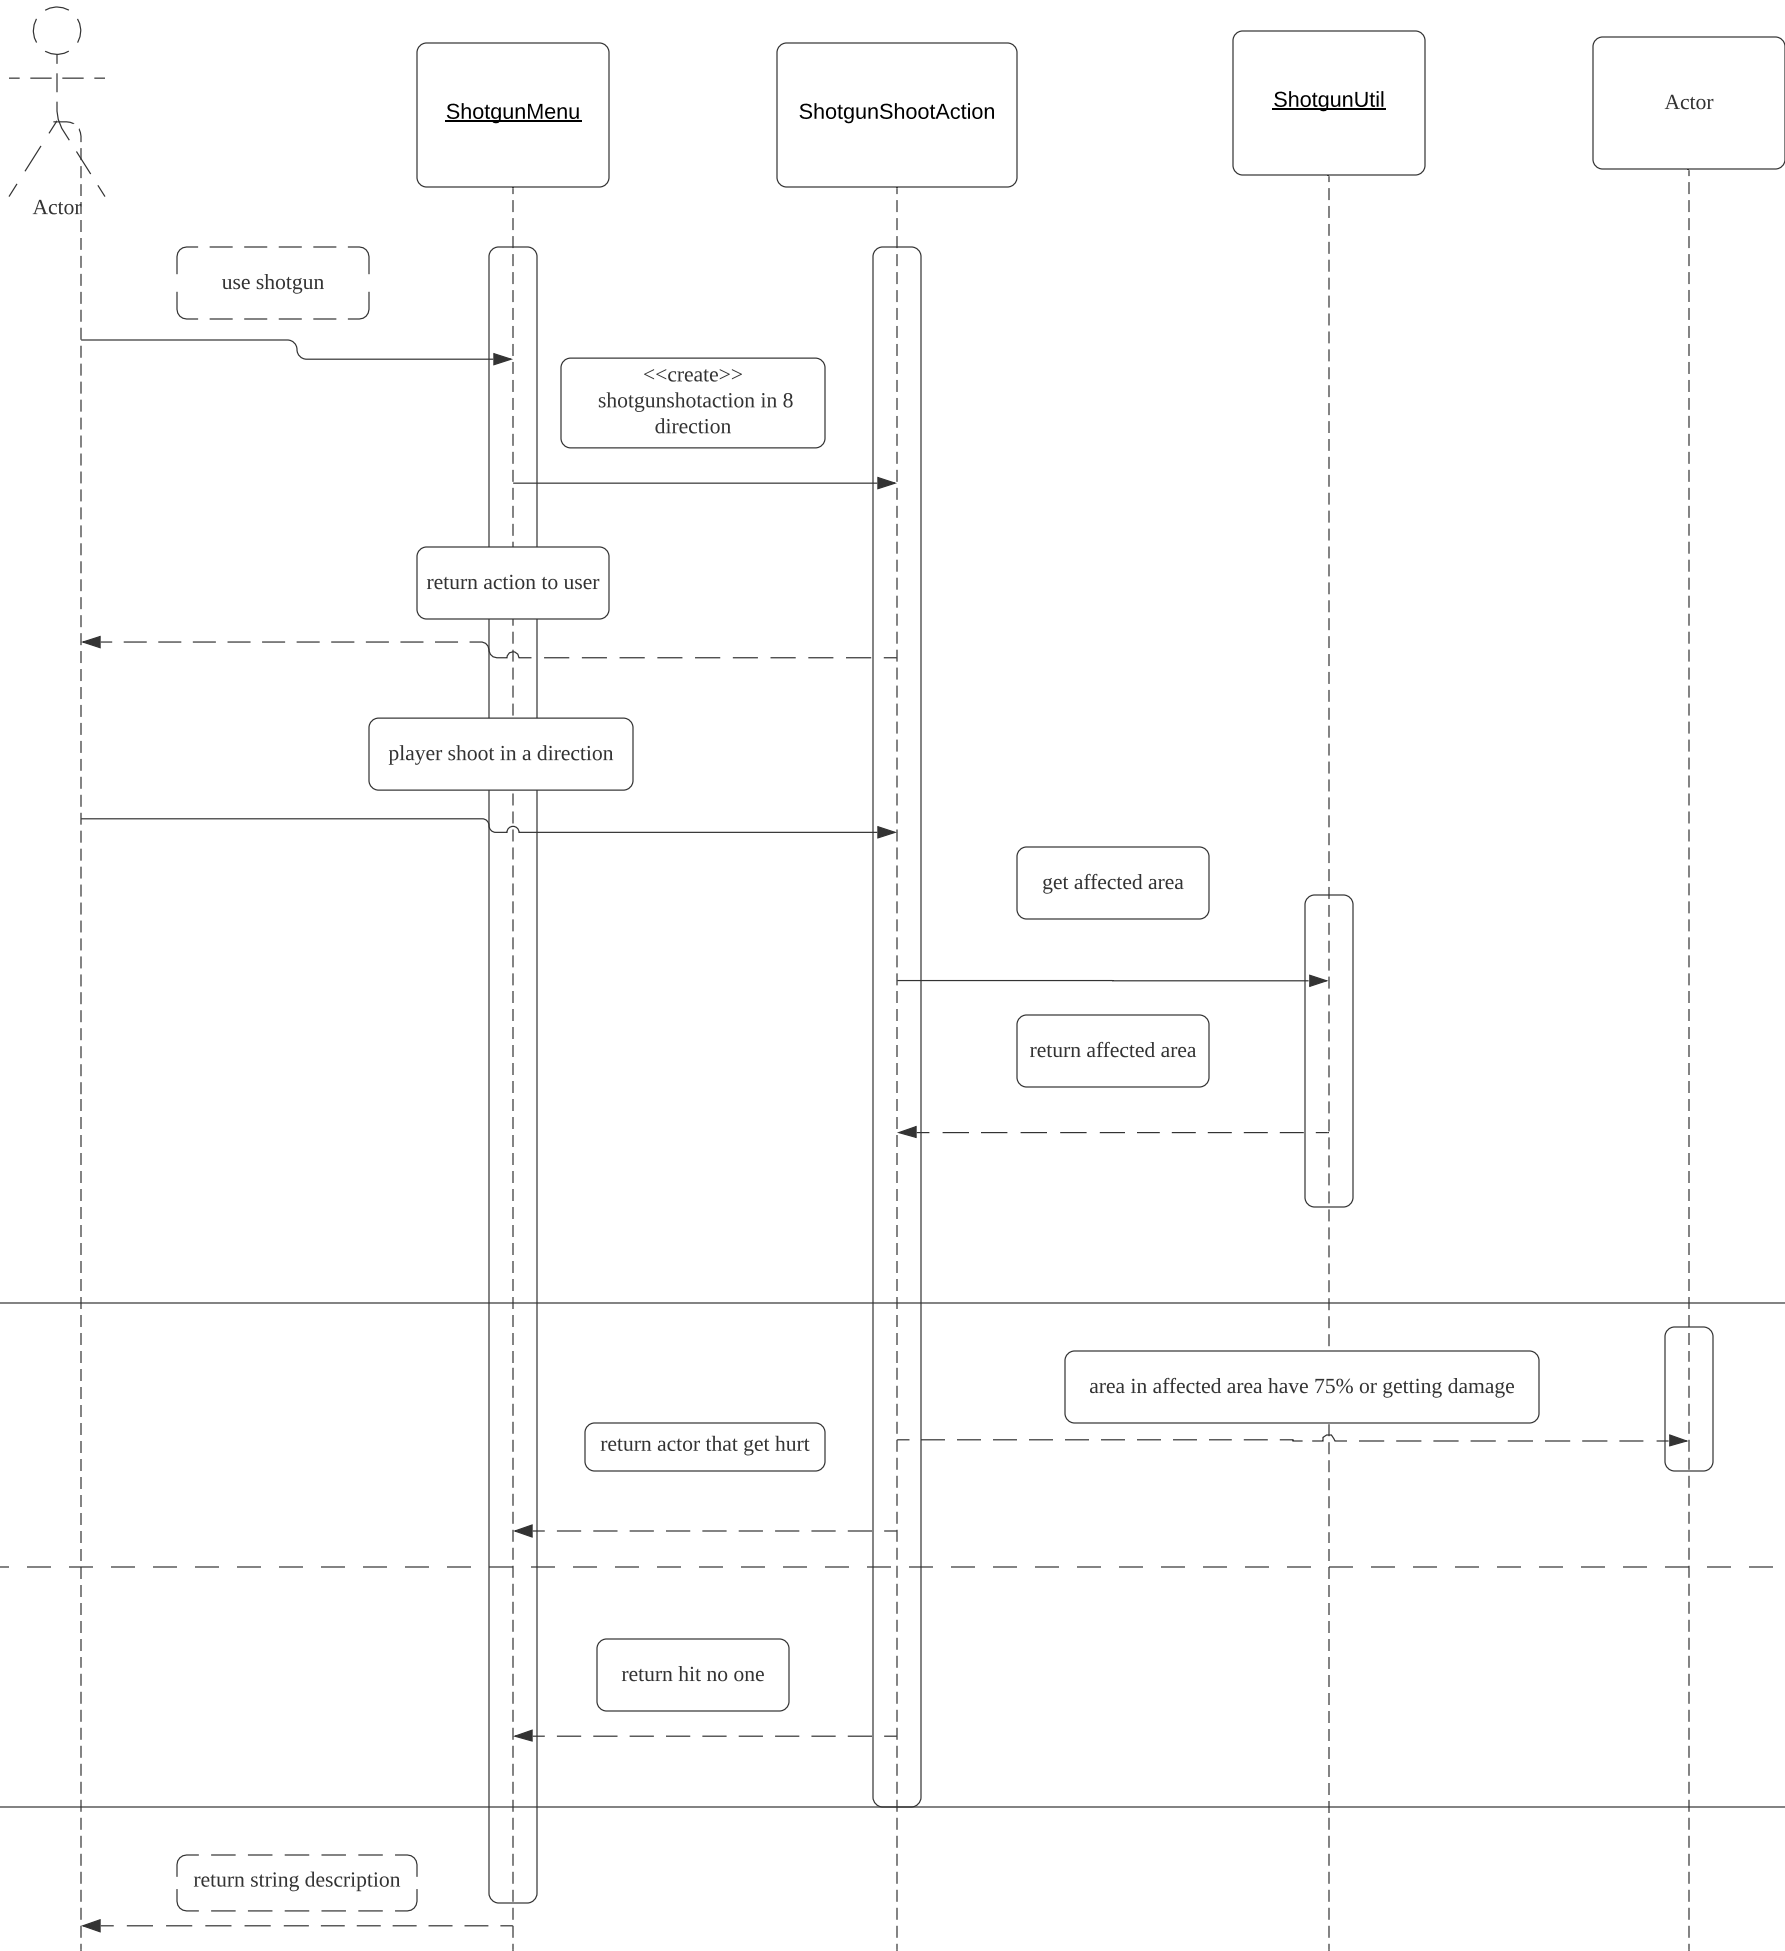 Actor
ShotgunMenu
ShotgunShootAction
ShotgunUtil
Actor
use shotgun
<<create>>
shotgunshotaction in 8
direction
return action to user
player shoot in a direction
get affected area
return affected area
area in affected area have 75% or getting damage
return actor that get hurt
return hit no one
return string description